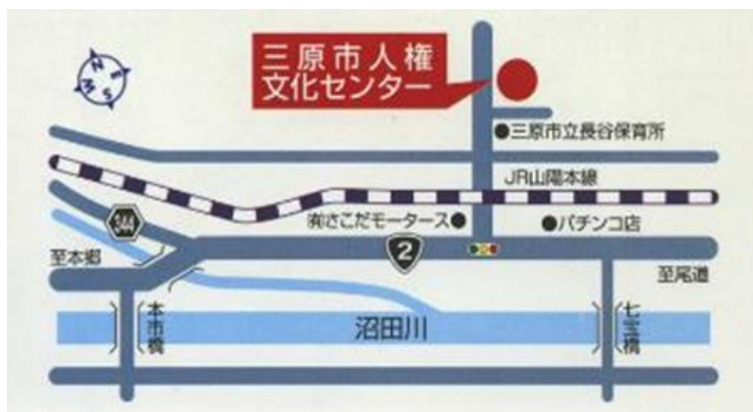 N
E
W
S
三原市人権
文化センター
三原市立長谷保育所
JR山陽本線
344
㈲さこだモータース
パチンコ店
2
至本郷
至尾道
本市橋
沼田川
七宝橋